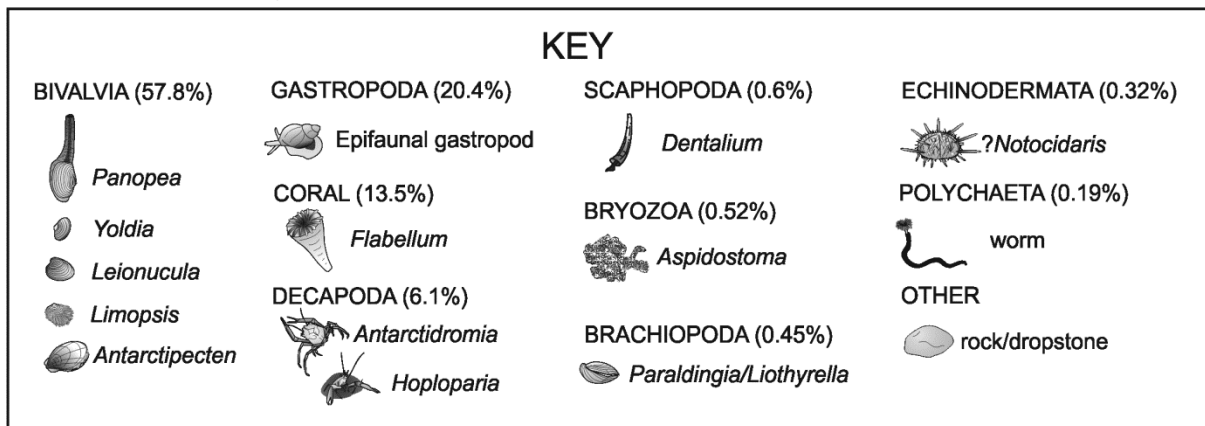 KEY
BIVALVIA (57.8%)
Panopea
Yoldia
Leionucula
Limopsis
Antarctipecten
GASTROPODA (20.4%)
Epifaunal gastropod
CORAL (13.5%)
Flabellum
DECAPODA (6.1%)
Antarctidromia
Hoploparia
SCAPHOPODA (0.6%)
Dentalium
BRYOZOA (0.52%)
Aspidostoma
BRACHIOPODA (0.45%)
Paraldingia/Liothyrella
ECHINODERMATA (0.32%)
?Notocidaris
POLYCHAETA (0.19%)
worm
OTHER
rock/dropstone